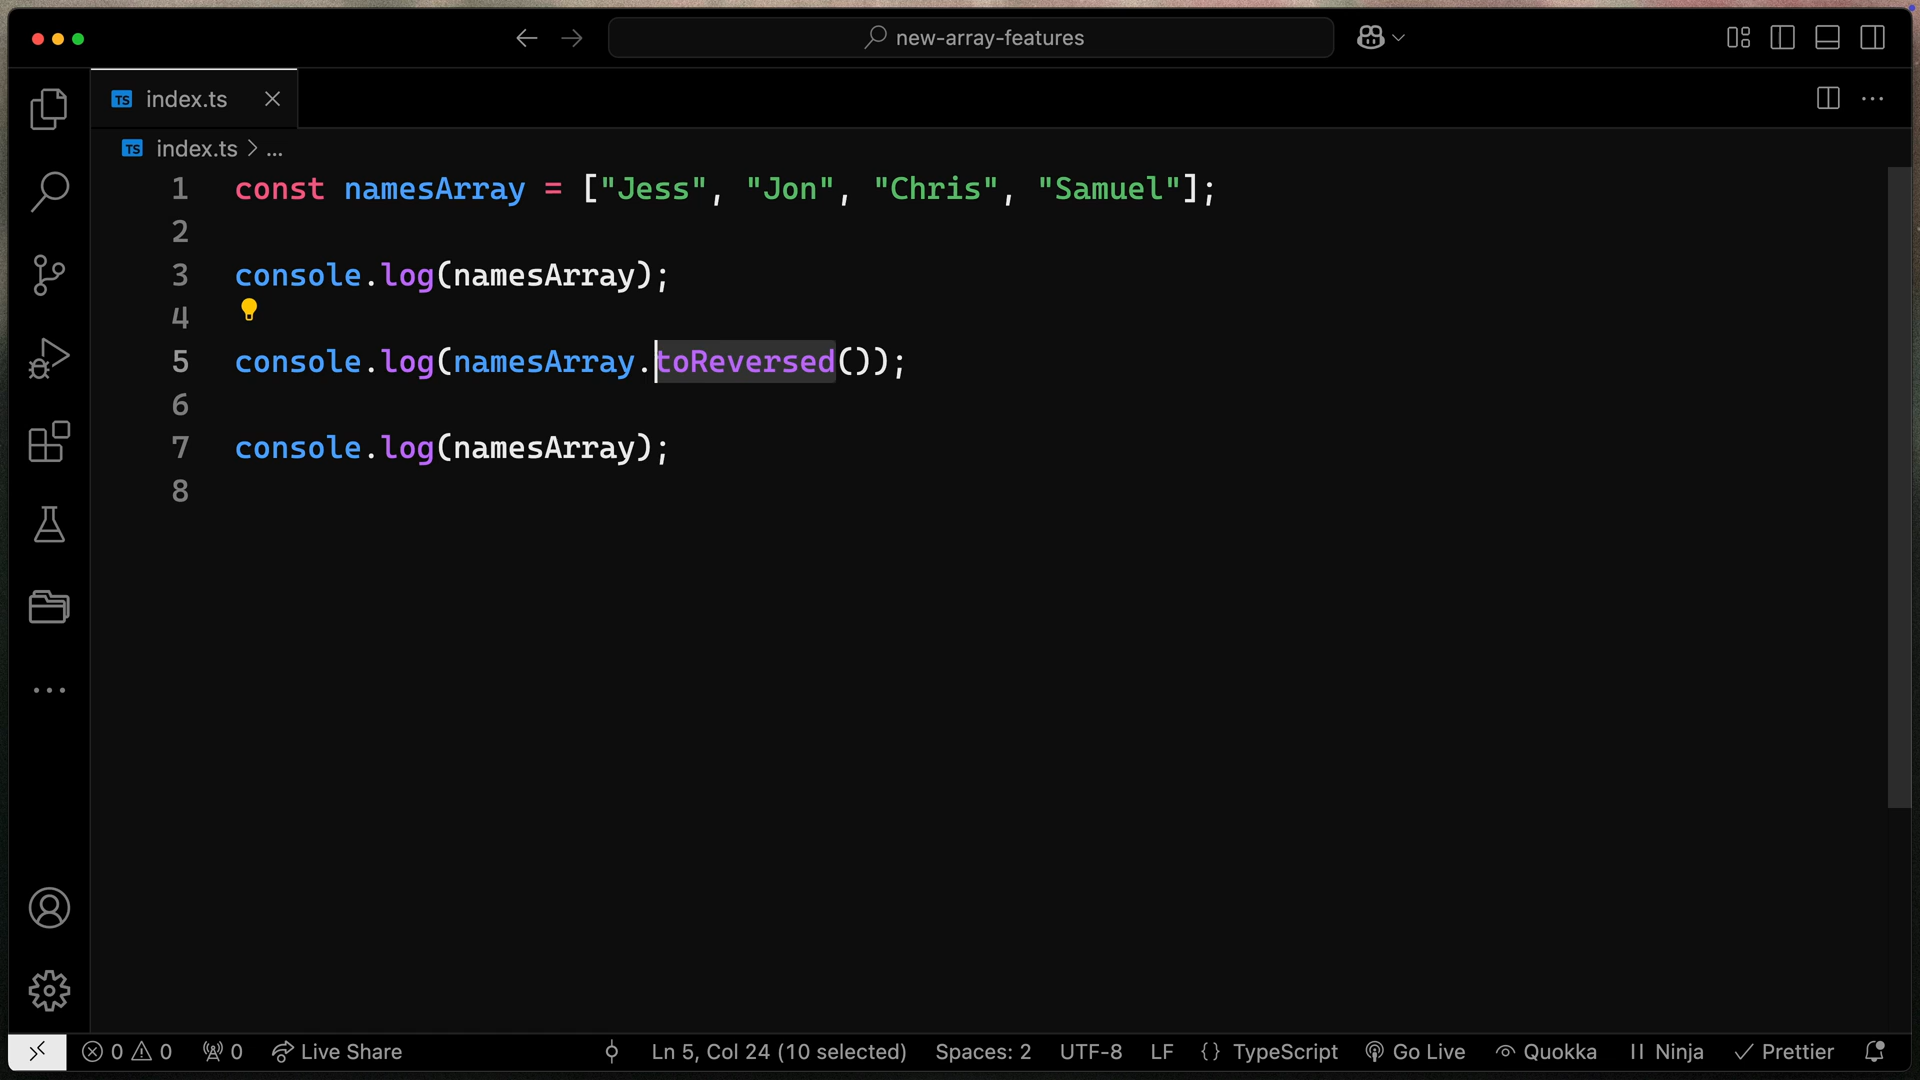 new-array-features
TS index.ts
TS index.ts > ...
1 const namesArray = ["Jess", "Jon", "Chris", "Samuel"];
2
3 console.log(namesArray);
4
5 console.log(namesArray.toReversed());
6
7 console.log(namesArray);
8
0 0 0 Live Share Ln 5, Col 24 (10 selected) Spaces: 2 UTF-8 LF {} TypeScript Go Live Quokka Ninja Prettier